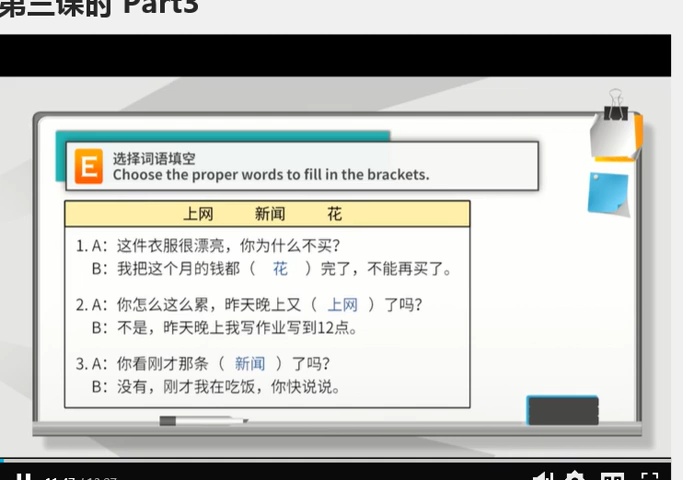 第三课时 Part3
E
选择词语填空
Choose the proper words to fill in the brackets.
上网 新闻 花
1. A：这件衣服很漂亮，你为什么不买？
B：我把这个月的钱都（ 花 ）完了，不能再买了。
2. A：你怎么这么累，昨天晚上又（ 上网 ）了吗？
B：不是，昨天晚上我写作业写到12点。
3. A：你看刚才那条（ 新闻 ）了吗？
B：没有，刚才我在吃饭，你快说说。